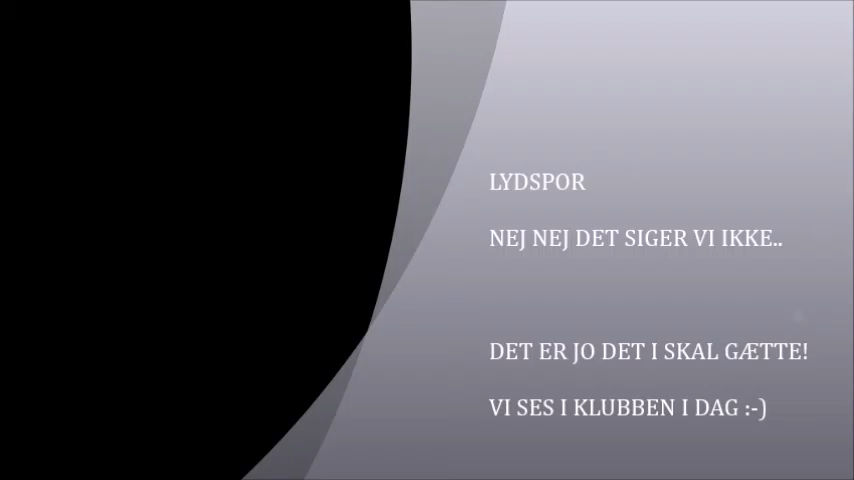 LYDSPOR
NEJ NEJ DET SIGER VI IKKE..
DET ER JO DET I SKAL GÆTTE!
VI SES I KLUBBEN I DAG :-)